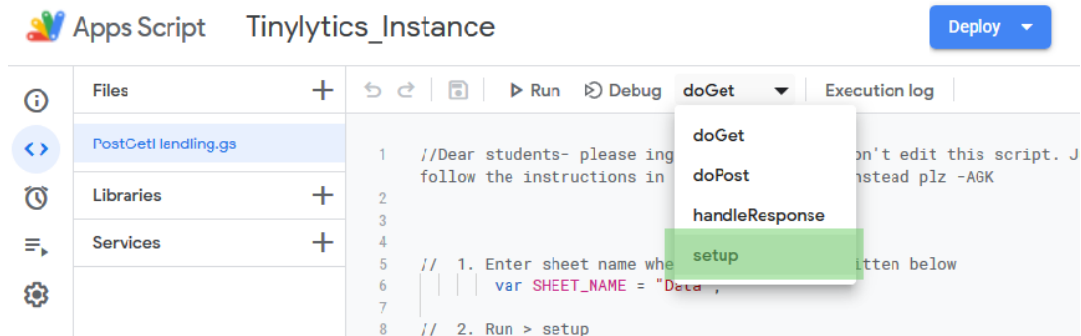 Apps Script Tinylytics_Instance Deploy
Files
Run Debug doGet Execution log
doGet
doPost
handleResponse
setup
PostGetHendling.gs
Libraries
Services
1 //Dear students- please ing on't edit this script. J
follow the instructions in nstead plz -AGK
2
3
4
5 // 1. Enter sheet name whe itten below
6 var SHEET_NAME = "Data";
7
8 // 2. Run > setup